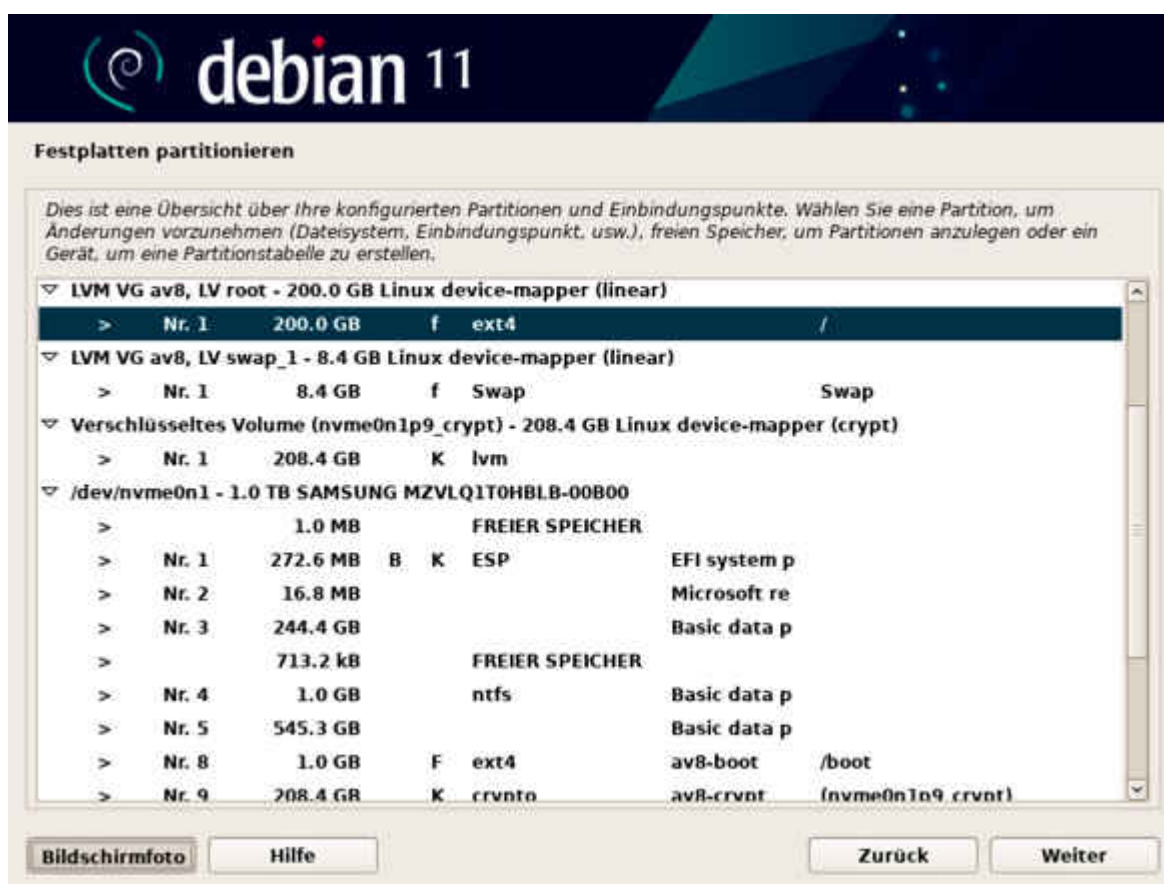 debian 11
Festplatten partitionieren
Dies ist eine Übersicht über Ihre konfigurierten Partitionen und Einbindungspunkte. Wählen Sie eine Partition, um
Änderungen vorzunehmen (Dateisystem, Einbindungspunkt, usw.), freien Speicher, um Partitionen anzulegen oder ein
Gerät, um eine Partitionstabelle zu erstellen.
LVM VG av8, LV root - 200.0 GB Linux device-mapper (linear)
> Nr. 1 200.0 GB f ext4 /
LVM VG av8, LV swap_1 - 8.4 GB Linux device-mapper (linear)
> Nr. 1 8.4 GB f Swap Swap
Verschlüsseltes Volume (nvme0n1p9_crypt) - 208.4 GB Linux device-mapper (crypt)
> Nr. 1 208.4 GB K lvm
/dev/nvme0n1 - 1.0 TB SAMSUNG MZVLQ1T0HBLB-00B00
> 1.0 MB FREIER SPEICHER
> Nr. 1 272.6 MB B K ESP EFI system p
> Nr. 2 16.8 MB Microsoft re
> Nr. 3 244.4 GB Basic data p
> 713.2 kB FREIER SPEICHER
> Nr. 4 1.0 GB ntfs Basic data p
> Nr. 5 545.3 GB Basic data p
> Nr. 8 1.0 GB F ext4 av8-boot /boot
> Nr. 9 208.4 GB K crypto av8-crypt (nvme0n1p9_crypt)
Bildschirmfoto Hilfe Zurück Weiter